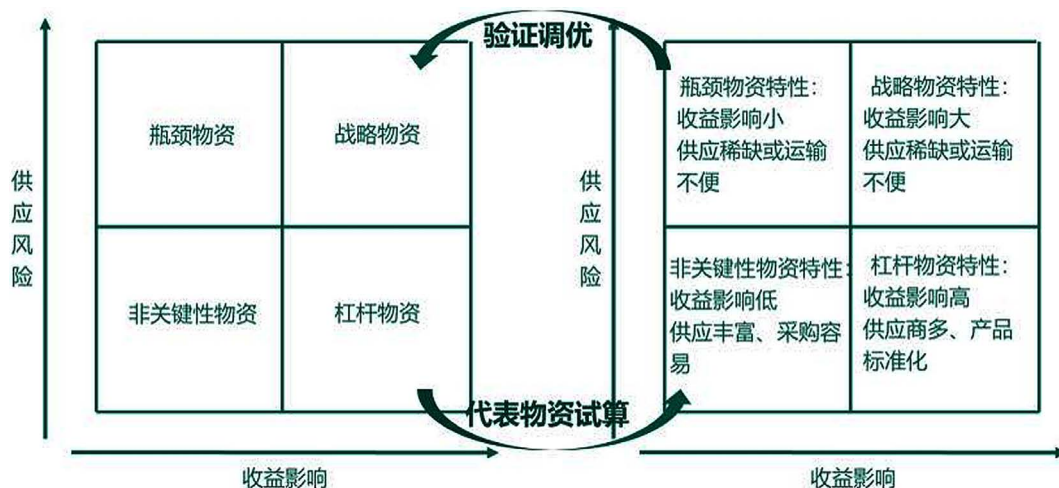 验证调优
瓶颈物资
战略物资
非关键性物资
杠杆物资
供
应
风
险
收益影响
代表物资试算
供
应
风
险
瓶颈物资特性：
收益影响小
供应稀缺或运输
不便
战略物资特性：
收益影响大
供应稀缺或运输
不便
非关键性物资特性：
收益影响低
供应丰富、采购容
易
杠杆物资特性：
收益影响高
供应商多、产品
标准化
收益影响